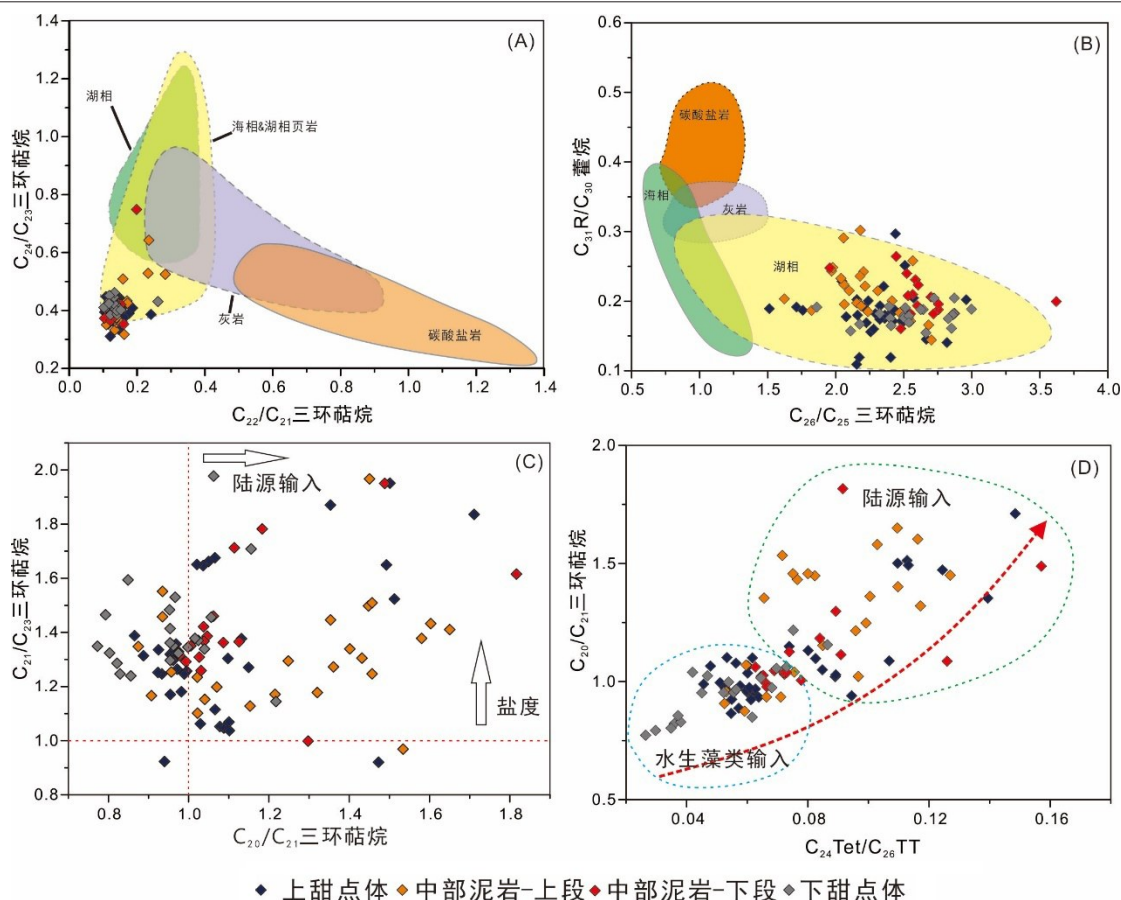 (A)
1.4
1.2
1.0
0.8
0.6
0.4
0.2
C₂₄/C₂₃三环萜烷
湖相
海相&湖相页岩
灰岩
碳酸盐岩
0.0 0.2 0.4 0.6 0.8 1.0 1.2 1.4
C₂₂/C₂₁三环萜烷
(B)
0.6
0.5
0.4
0.3
0.2
0.1
C₃₁R/C₃₀藿烷
碳酸盐岩
海相
灰岩
湖相
0.5 1.0 1.5 2.0 2.5 3.0 3.5 4.0
C₂₆/C₂₅三环萜烷
(C)
2.0
1.8
1.6
1.4
1.2
1.0
0.8
C₂₁/C₂₃三环萜烷
陆源输入
盐度
0.8 1.0 1.2 1.4 1.6 1.8
C₂₀/C₂₁三环萜烷
(D)
2.0
1.5
1.0
0.5
C₂₀/C₂₁三环萜烷
陆源输入
水生藻类输入
0.04 0.08 0.12 0.16
C₂₄Tet/C₂₆TT
上甜点体 中部泥岩-上段 中部泥岩-下段 下甜点体